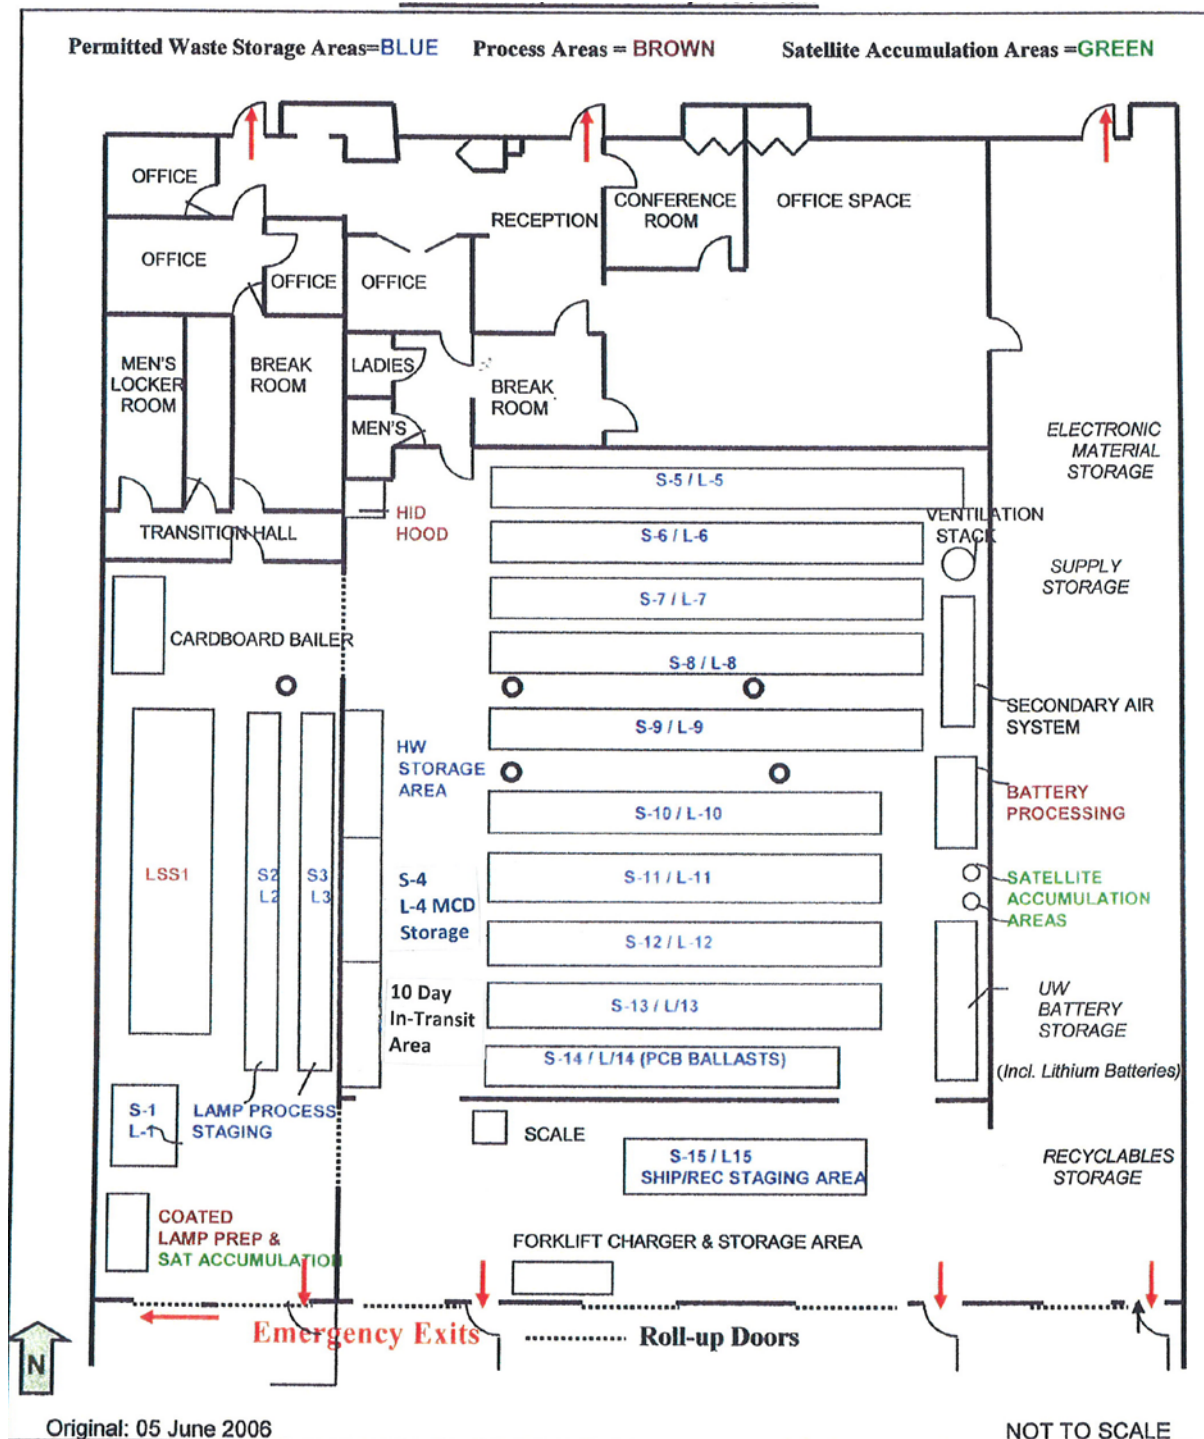 Permitted Waste Storage Areas=BLUE Process Areas = BROWN Satellite Accumulation Areas =GREEN
OFFICE
OFFICE
OFFICE
OFFICE
RECEPTION
CONFERENCE
ROOM
OFFICE SPACE
MEN'S
LOCKER
ROOM
BREAK
ROOM
LADIES
MEN'S
BREAK
ROOM
ELECTRONIC
MATERIAL
STORAGE
TRANSITION HALL
HID
HOOD
S-5 / L-5
S-6 / L-6
S-7 / L-7
S-8 / L-8
S-9 / L-9
S-10 / L-10
S-11 / L-11
S-12 / L-12
S-13 / L/13
S-14 / L/14 (PCB BALLASTS)
VENTILATION
STACK
SUPPLY
STORAGE
CARDBOARD BAILER
SECONDARY AIR
SYSTEM
HW
STORAGE
AREA
BATTERY
PROCESSING
LSS1
S2
L2
S3
L3
S-4
L-4 MCD
Storage
SATELLITE
ACCUMULATION
AREAS
10 Day
In-Transit
Area
UW
BATTERY
STORAGE
(Incl. Lithium Batteries)
S-1
L-1
LAMP PROCESS
STAGING
SCALE
S-15 / L15
SHIP/REC STAGING AREA
RECYCLABLES
STORAGE
COATED
LAMP PREP &
SAT ACCUMULATION
FORKLIFT CHARGER & STORAGE AREA
Emergency Exits
Roll-up Doors
N
Original: 05 June 2006
NOT TO SCALE